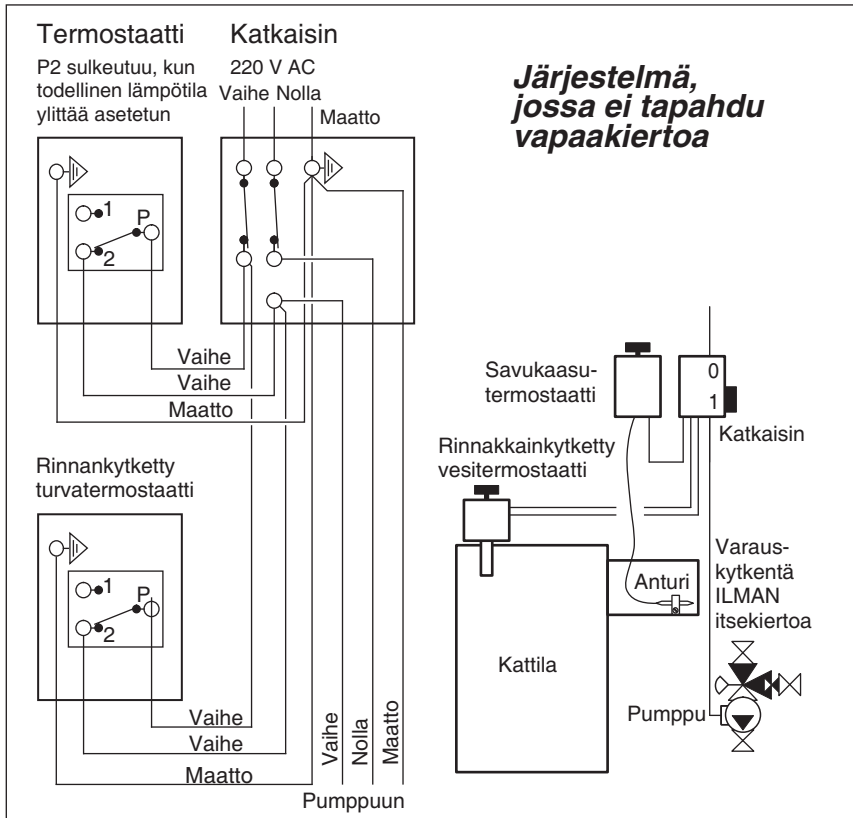 Termostaatti
P2 sulkeutuu, kun
todellinen lämpötila
ylittää asetetun
Katkaisin
220 V AC
Vaihe Nolla
Maatto
Järjestelmä,
jossa ei tapahdu
vapaakiertoa
1
P
2
Vaihe
Vaihe
Maatto
Rinnankytketty
turvatermostaatti
1
P
2
Vaihe
Vaihe
Maatto
Vaihe
Nolla
Maatto
Pumppuun
Savukaasu-
termostaatti
0
1
Katkaisin
Rinnakkainkytketty
vesitermostaatti
Anturi
Kattila
Varaus-
kytkentä
ILMAN
itsekiertoa
Pumppu